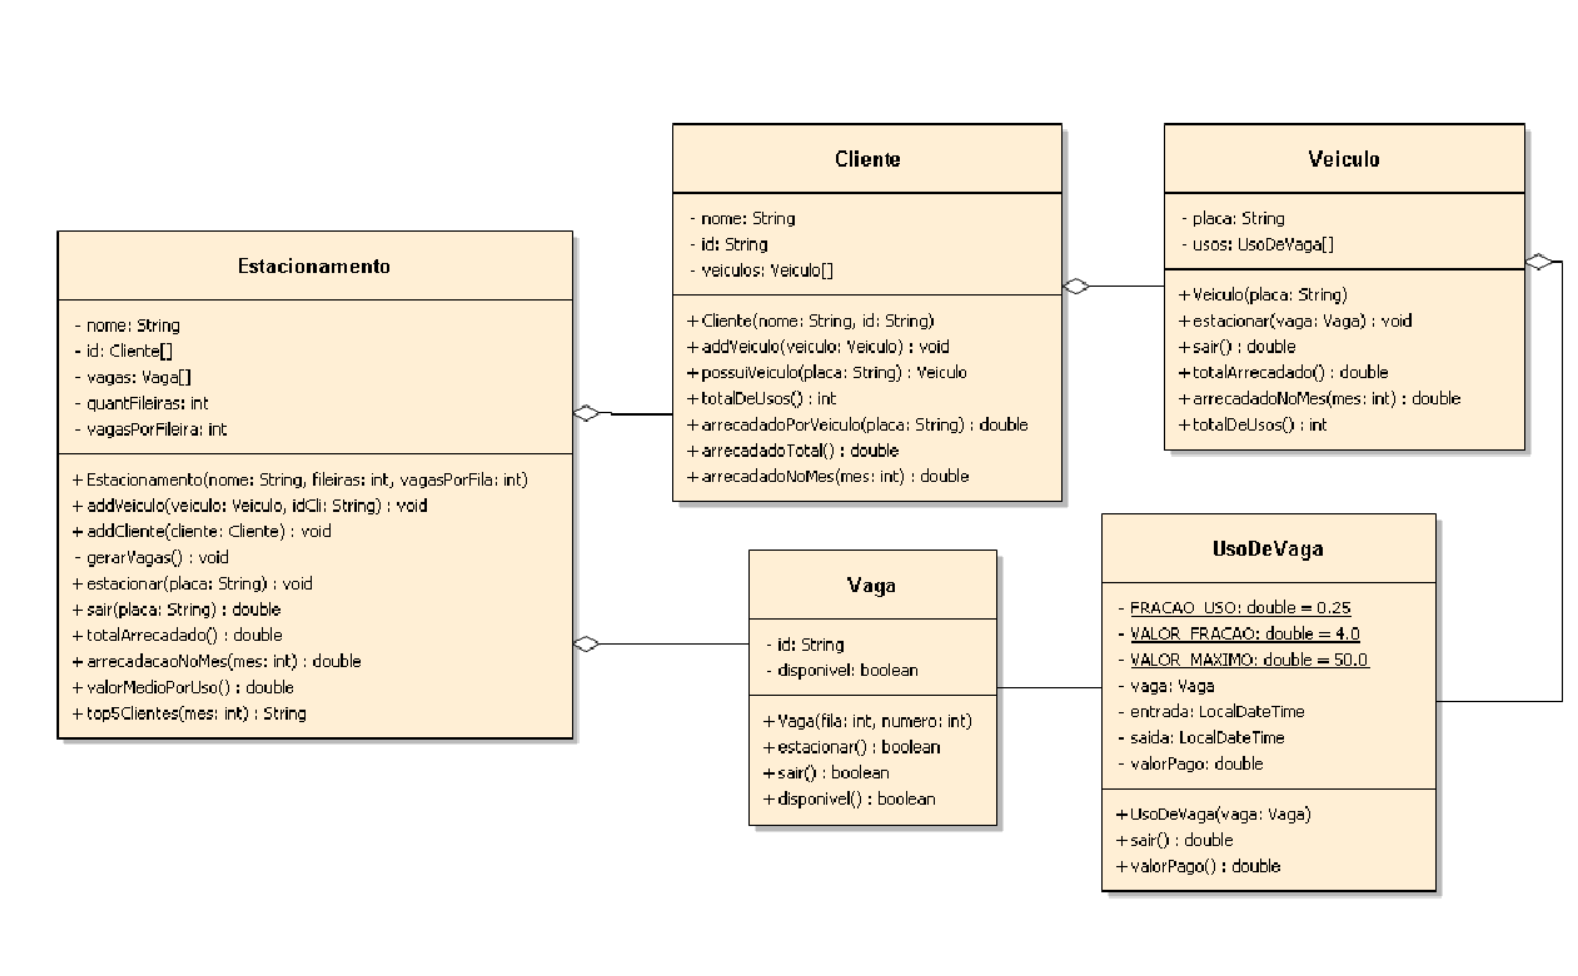 Estacionamento
- nome: String
- id: Cliente[]
- vagas: Vaga[]
- quantFileiras: int
- vagasPorFileira: int
+ Estacionamento(nome: String, fileiras: int, vagasPorFila: int)
+ addVeiculo(veiculo: Veiculo, idCli: String) : void
+ addCliente(cliente: Cliente) : void
- gerarVagas() : void
+ estacionar(placa: String) : void
+ sair(placa: String) : double
+ totalArrecadado() : double
+ arrecadacaoNoMes(mes: int) : double
+ valorMedioPorUso() : double
+ top5Clientes(mes: int) : String
Cliente
- nome: String
- id: String
- veiculos: Veiculo[]
+ Cliente(nome: String, id: String)
+ addVeiculo(veiculo: Veiculo) : void
+ possuiVeiculo(placa: String) : Veiculo
+ totalDeUsos() : int
+ arrecadadoPorVeiculo(placa: String) : double
+ arrecadadoTotal() : double
+ arrecadadoNoMes(mes: int) : double
Veiculo
- placa: String
- usos: UsoDeVaga[]
+ Veiculo(placa: String)
+ estacionar(vaga: Vaga) : void
+ sair() : double
+ totalArrecadado() : double
+ arrecadadoNoMes(mes: int) : double
+ totalDeUsos() : int
Vaga
- id: String
- disponivel: boolean
+ Vaga(fila: int, numero: int)
+ estacionar() : boolean
+ sair() : boolean
+ disponivel() : boolean
UsoDeVaga
- FRACAO_USO: double = 0.25
- VALOR_FRACAO: double = 4.0
- VALOR_MAXIMO: double = 50.0
- vaga: Vaga
- entrada: LocalDateTime
- saida: LocalDateTime
- valorPago: double
+ UsoDeVaga(vaga: Vaga)
+ sair() : double
+ valorPago() : double